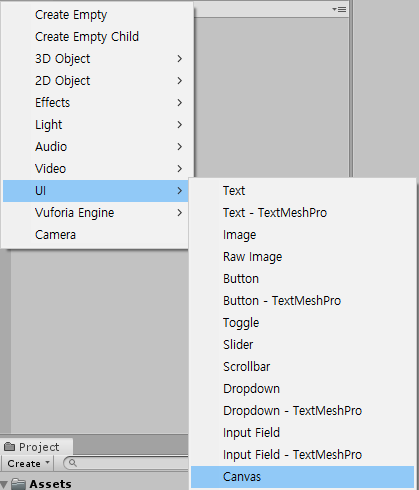 Create Empty
Create Empty Child
3D Object
2D Object
Effects
Light
Audio
Video
UI
Vuforia Engine
Camera
Text
Text - TextMeshPro
Image
Raw Image
Button
Button - TextMeshPro
Toggle
Slider
Scrollbar
Dropdown
Dropdown - TextMeshPro
Input Field
Input Field - TextMeshPro
Canvas
Project
Create
Assets